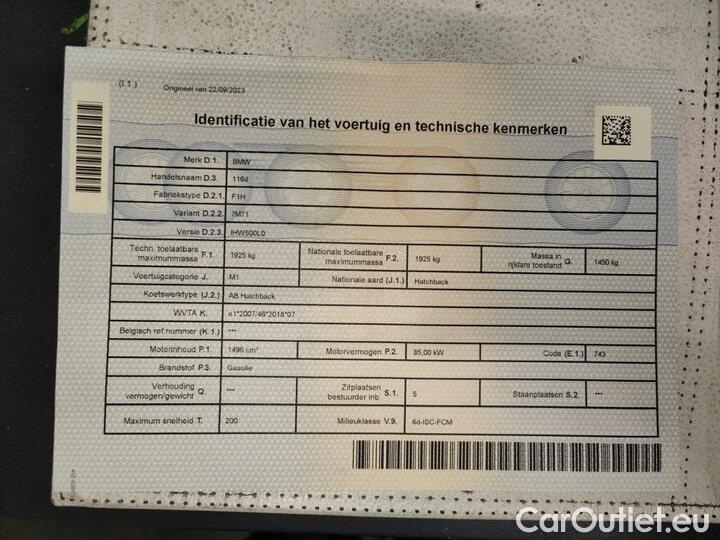 (I.1.) Origineel van 22/09/2023
Identificatie van het voertuig en technische kenmerken
Merk D.1. BMW
Handelsnaam D.3. 116d
Fabriekstype D.2.1. F1H
Variant D.2.2. 7M71
Versie D.2.3. IHW500L0
Techn. toelaatbare maximummassa F.1. 1925 kg Nationale toelaatbare maximummassa F.2. 1925 kg Massa in rijklare toestand G. 1450 kg
Voertuigcategorie J. M1 Nationale aard (J.1.) Hatchback
Koetswerktype (J.2.) AB Hatchback
WVTA K. e1*2007/46*2018*07
Belgisch ref nummer (K.1.) ***
Motorinhoud P.1. 1496 cm³ Motorvermogen P.2. 85,00 kW Code (E.1.) 743
Brandstof P.3. Gasolie
Verhouding vermogen/gewicht Q. *** Zitplaatsen bestuurder inb. S.1. 5 Staanplaatsen S.2. ***
Maximum snelheid T. 200 Milieuklasse V.9. 6d-ISC-FCM
CarOutlet.eu